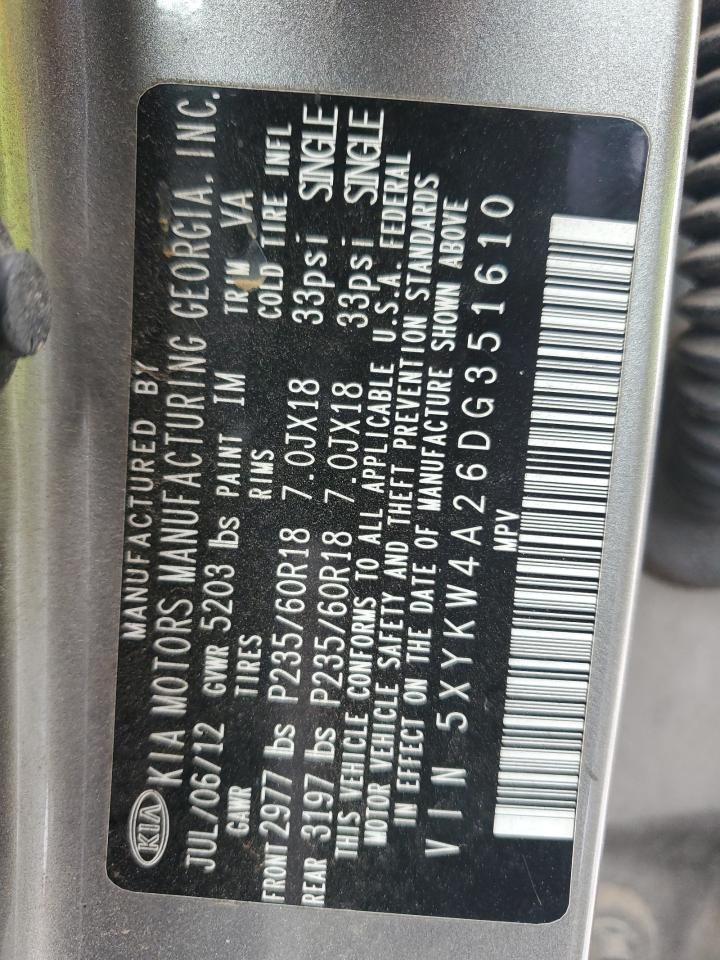 MANUFACTURED BY
KIA KIA MOTORS MANUFACTURING GEORGIA. INC.
JUL/06/12 GVWR 5203 lbs PAINT IM TRIM VA
GAWR TIRES RIMS COLD TIRE INFL
FRONT 2977 lbs P235/60R18 7.0JX18 33psi SINGLE
REAR 3197 lbs P235/60R18 7.0JX18 33psi SINGLE
THIS VEHICLE CONFORMS TO ALL APPLICABLE U.S.A. FEDERAL
MOTOR VEHICLE SAFETY AND THEFT PREVENTION STANDARDS
IN EFFECT ON THE DATE OF MANUFACTURE SHOWN ABOVE
VIN 5XYKW4A26DG351610
MPV